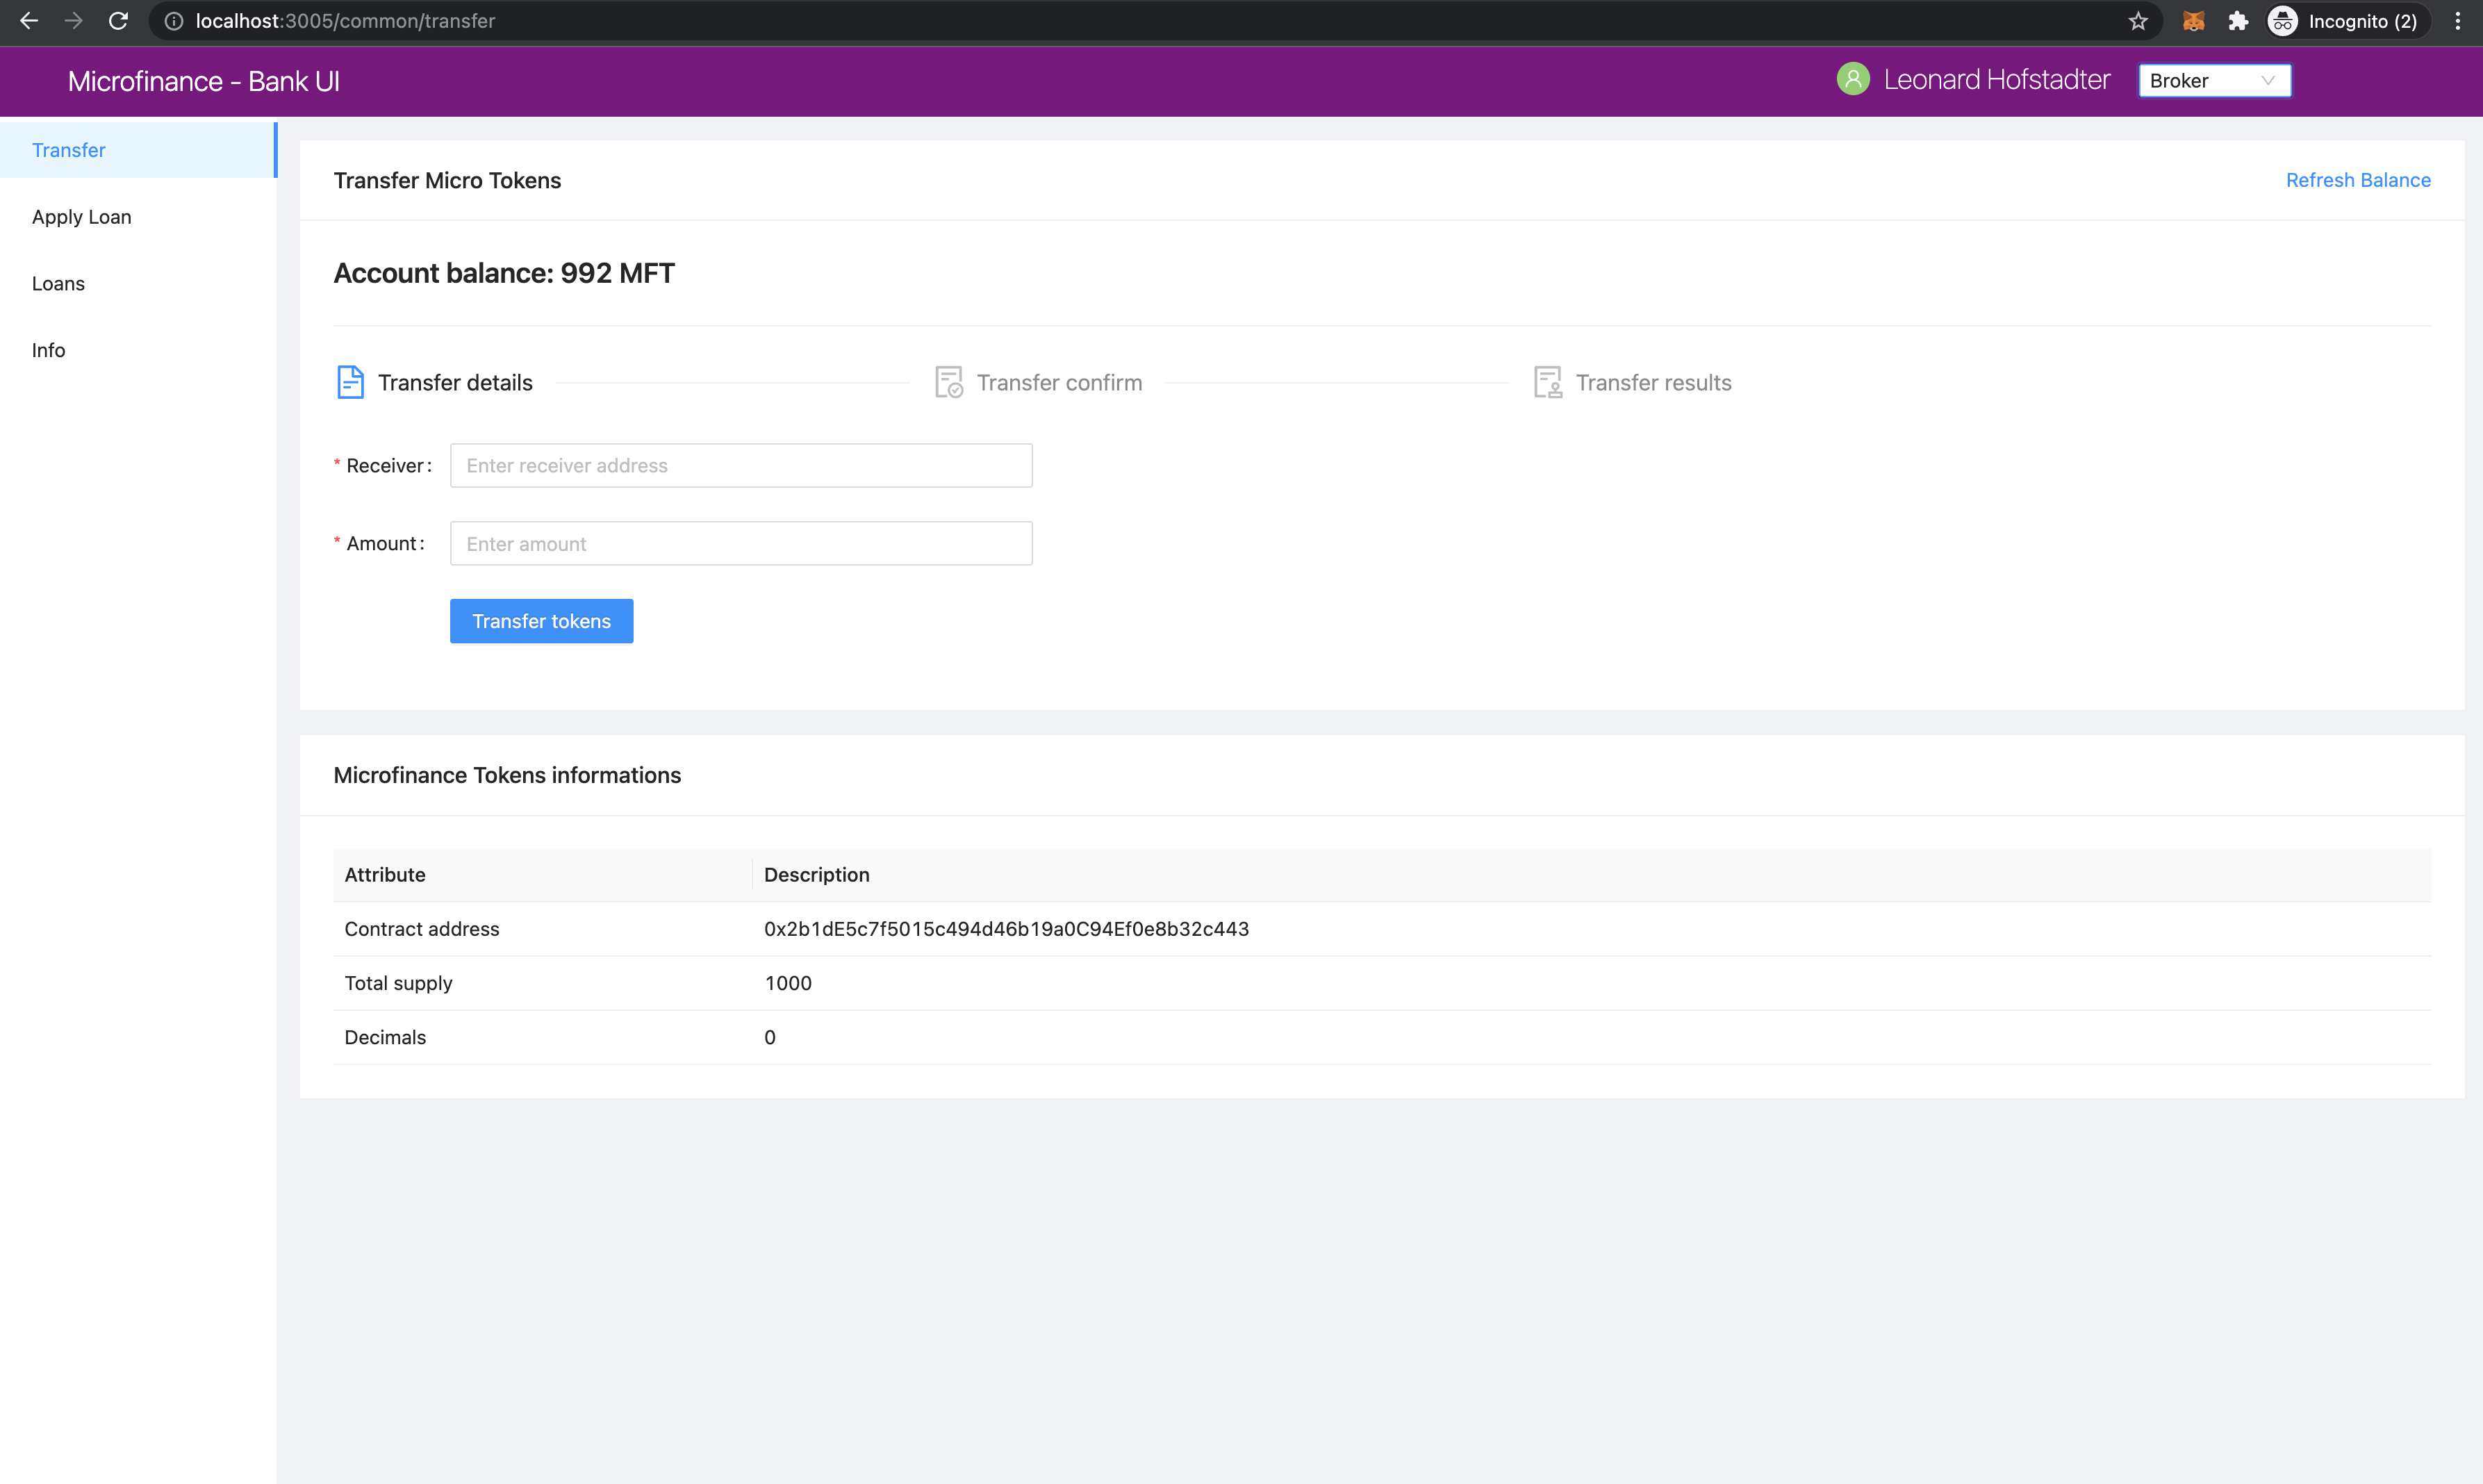 localhost:3005/common/transfer
Incognito (2)
Microfinance - Bank UI
Leonard Hofstadter
Broker
Transfer
Apply Loan
Loans
Info
Transfer Micro Tokens
Refresh Balance
Account balance: 992 MFT
Transfer details
Transfer confirm
Transfer results
* Receiver:
Enter receiver address
* Amount:
Enter amount
Transfer tokens
Microfinance Tokens informations
Attribute
Description
Contract address
0x2b1dE5c7f5015c494d46b19a0C94Ef0e8b32c443
Total supply
1000
Decimals
0